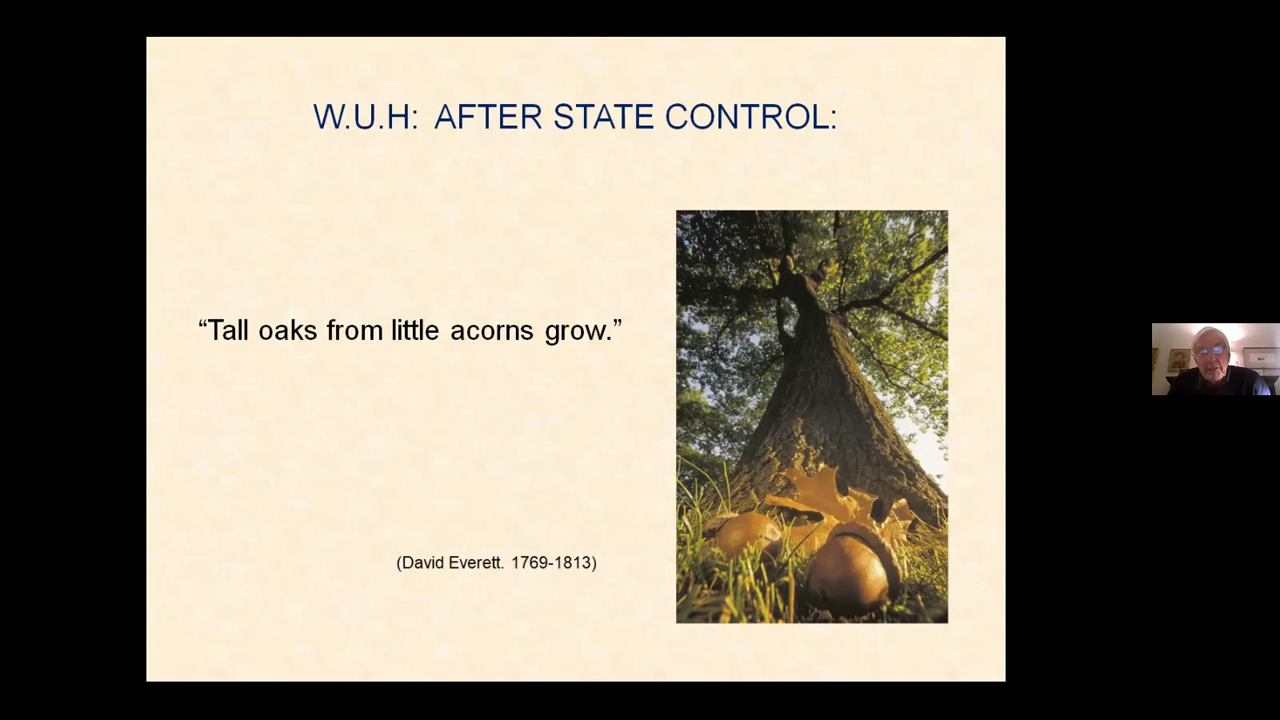 W.U.H: AFTER STATE CONTROL:
“Tall oaks from little acorns grow.”
(David Everett. 1769-1813)